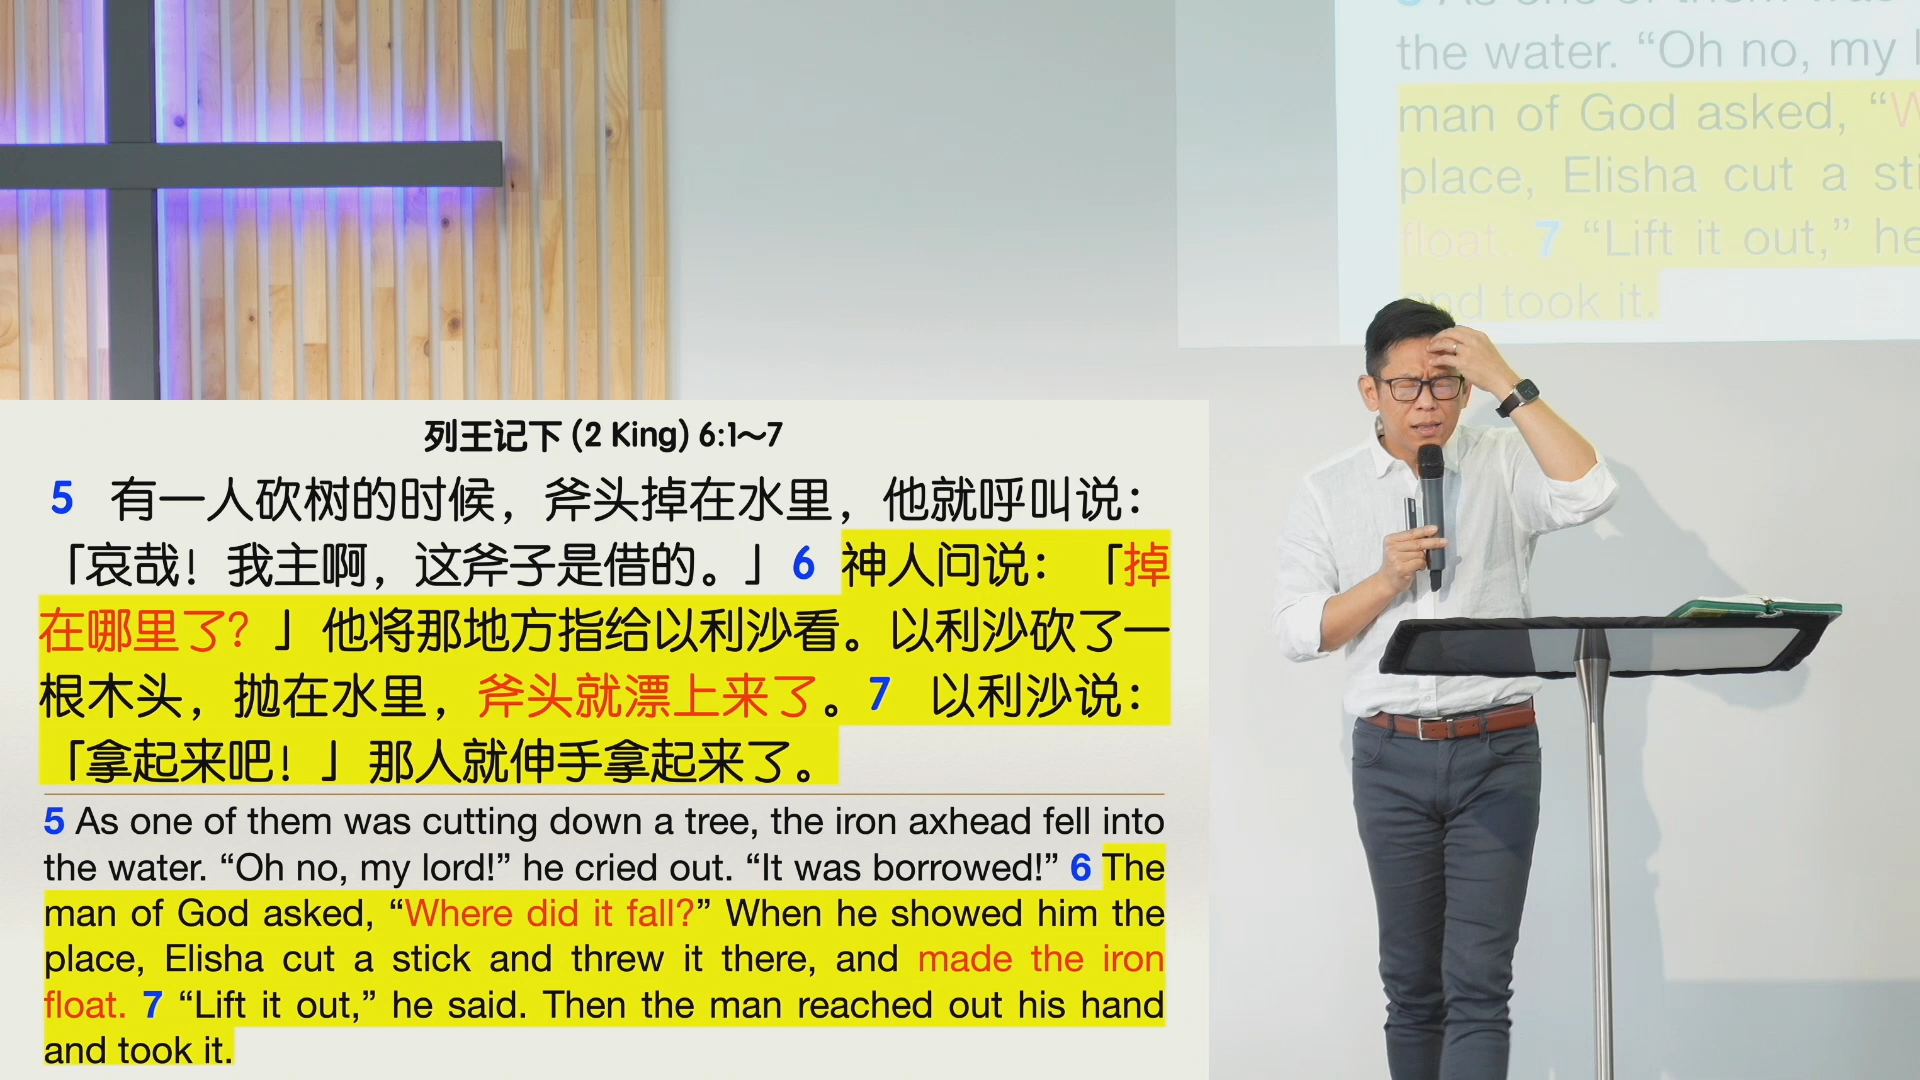 the water. “Oh no, my
man of God asked, “
place, Elisha cut a
float. 7 “Lift it out,” he
and took it.
列王记下 (2 King) 6:1～7
5 有一人砍树的时候，斧头掉在水里，他就呼叫说：
「哀哉！我主啊，这斧子是借的。」6 神人问说：「掉
在哪里了？」他将那地方指给以利沙看。以利沙砍了一
根木头，抛在水里，斧头就漂上来了。7 以利沙说：
「拿起来吧！」那人就伸手拿起来了。
5 As one of them was cutting down a tree, the iron axhead fell into
the water. “Oh no, my lord!” he cried out. “It was borrowed!” 6 The
man of God asked, “Where did it fall?” When he showed him the
place, Elisha cut a stick and threw it there, and made the iron
float. 7 “Lift it out,” he said. Then the man reached out his hand
and took it.